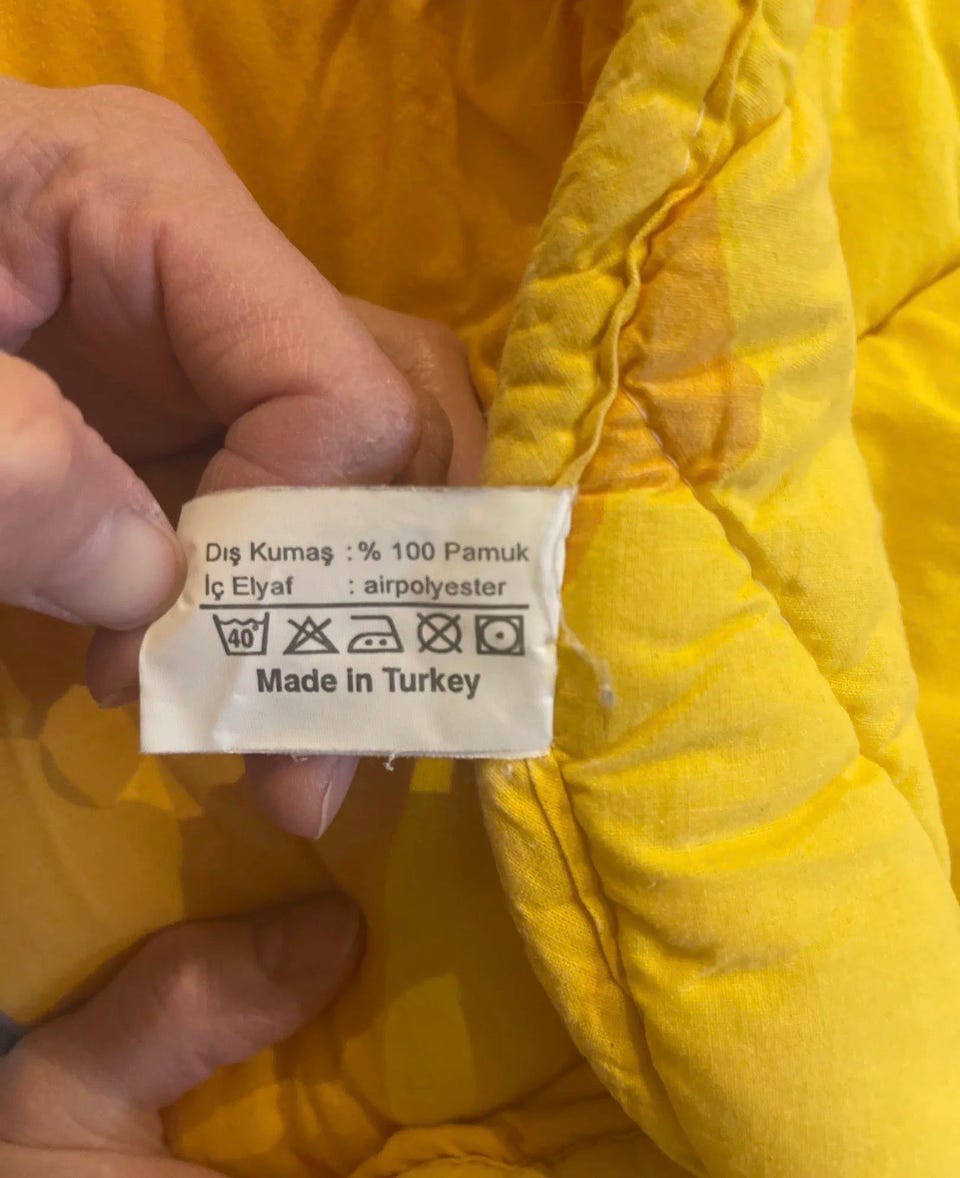 Dış Kumaş : % 100 Pamuk
İç Elyaf : airpolyester
40°
Made in Turkey